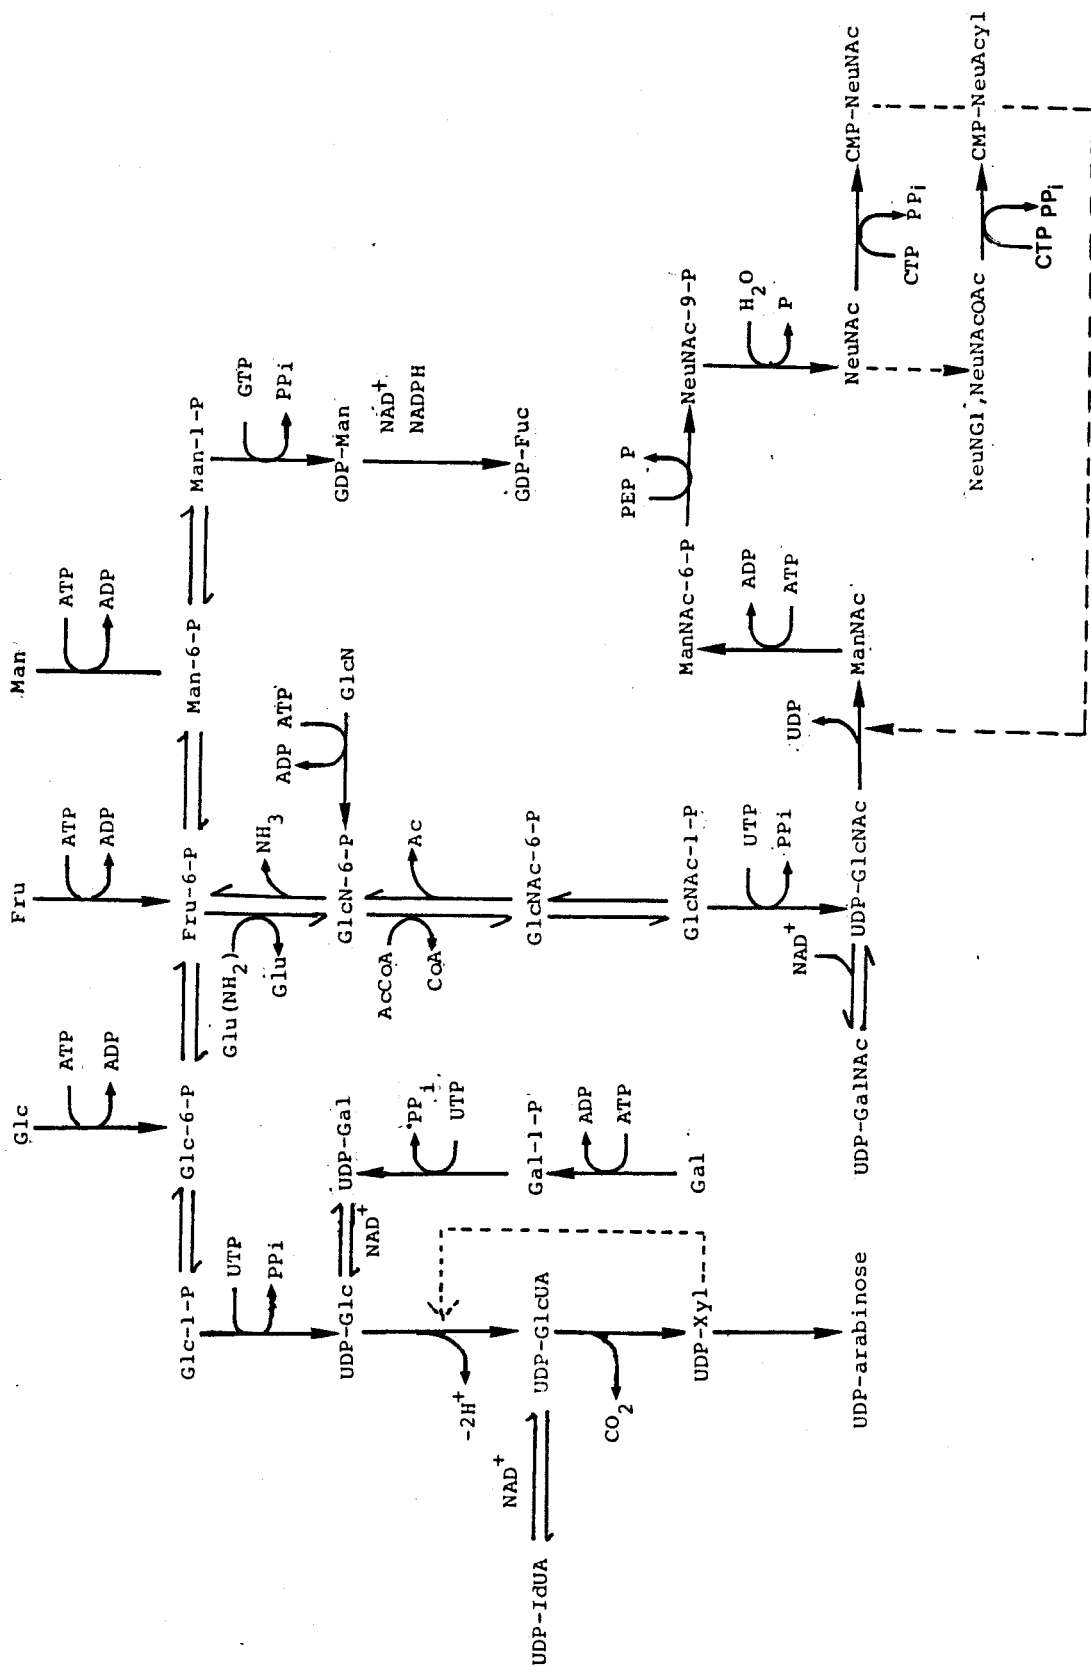 Glc
Fru
Man
ATP
ADP
ATP
ADP
ATP
ADP
Glc-1-P
Glc-6-P
Fru-6-P
Man-6-P
Man-1-P
UTP
PPi
Glu(NH2)
Glu
NH3
ADP ATP
GTP
PPi
UDP-Glc
NAD+
UDP-Gal
GlcN-6-P
GlcN
GDP-Man
NAD+
NADPH
-2H+
PPi
UTP
AcCoA
CoA
Ac
NAD+
UDP-IdUA
UDP-GlcUA
Gal-1-P
GlcNAc-6-P
GDP-Fuc
CO2
ADP
ATP
PEP P
UDP-Xyl
Gal
GlcNAc-1-P
ManNAc-6-P
NeuNAc-9-P
NAD+
UTP
PPi
UDP
ADP
ATP
H2O
P
UDP-arabinose
UDP-GalNAc
UDP-GlcNAc
ManNAc
NeuNAc
CMP-NeuNAc
CTP
PPi
NeuNGl,NeuNAcOAc
CMP-NeuAcyl
CTP PPi